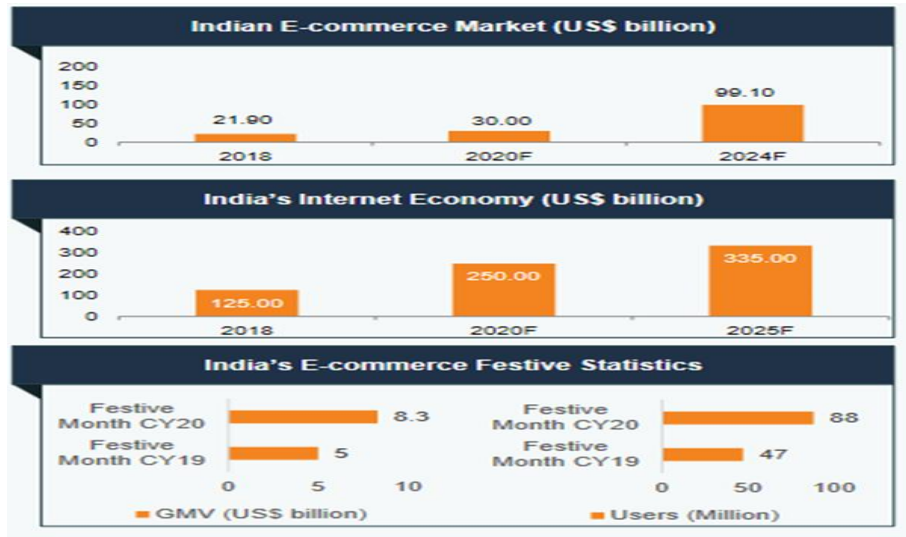 Indian E-commerce Market (US$ billion)
200
150
100
50
0
21.90
30.00
99.10
2018
2020F
2024F
India's Internet Economy (US$ billion)
400
300
200
100
0
125.00
250.00
335.00
2018
2020F
2025F
India's E-commerce Festive Statistics
Festive
Month CY20
8.3
Festive
Month CY19
5
0
5
10
GMV (US$ billion)
Festive
Month CY20
88
Festive
Month CY19
47
0
50
100
Users (Million)